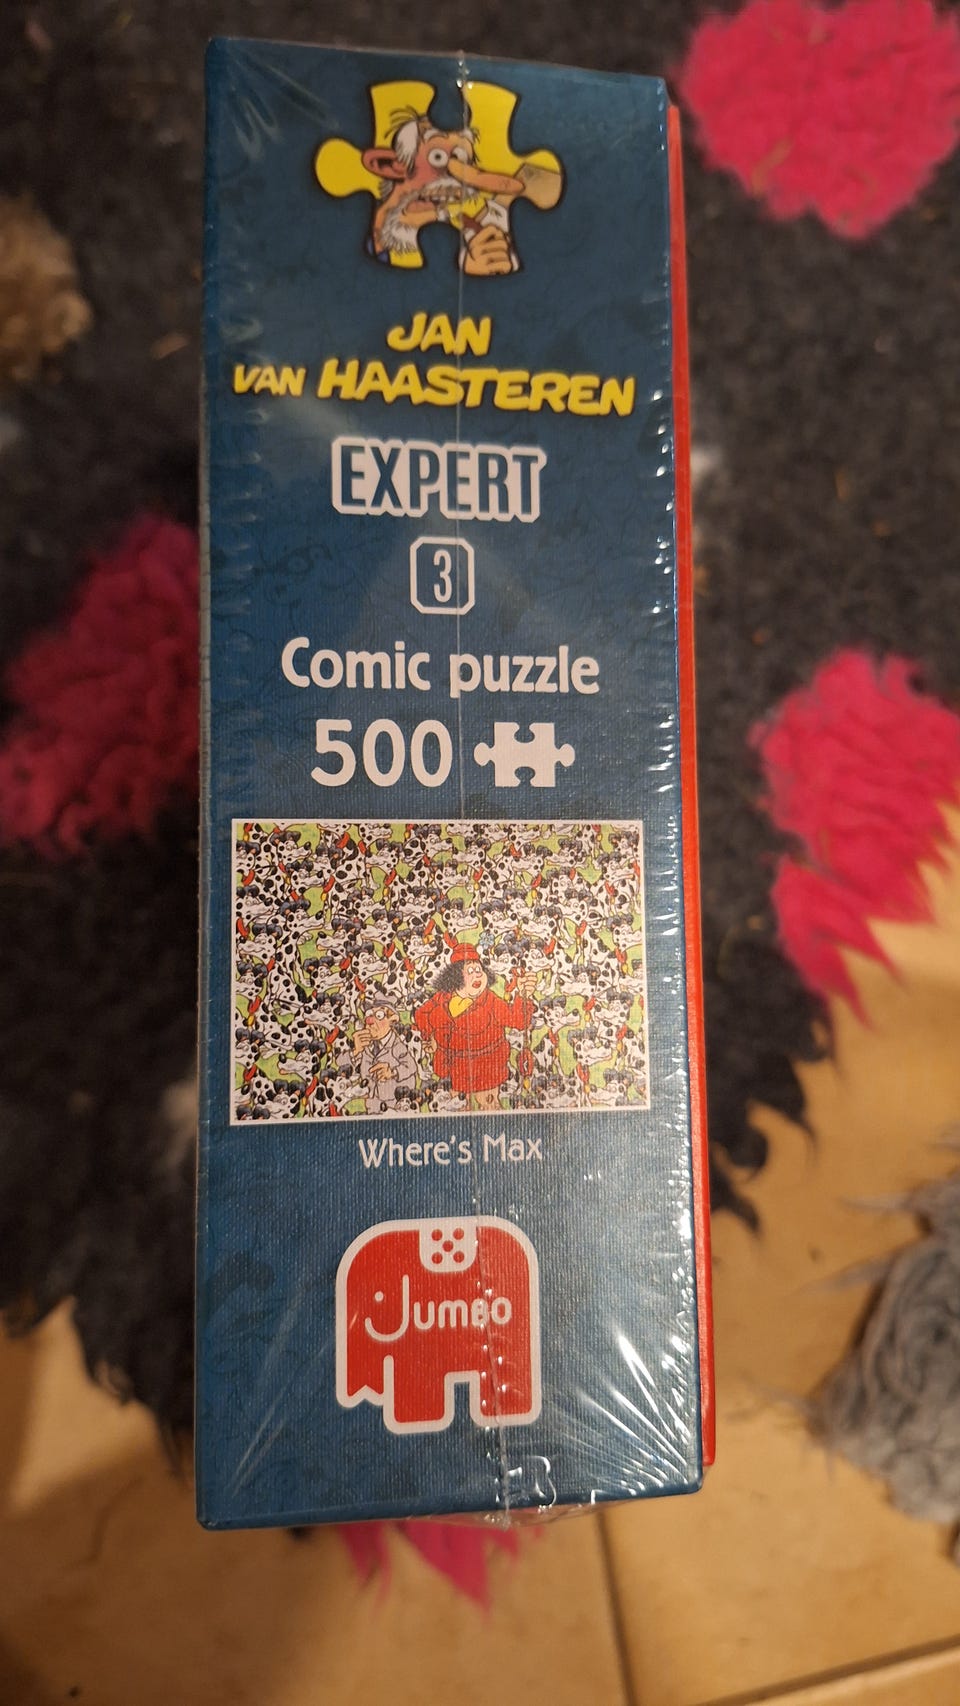 JAN
VAN HAASTEREN
EXPERT
3
Comic puzzle
500
Where's Max
JUMBO